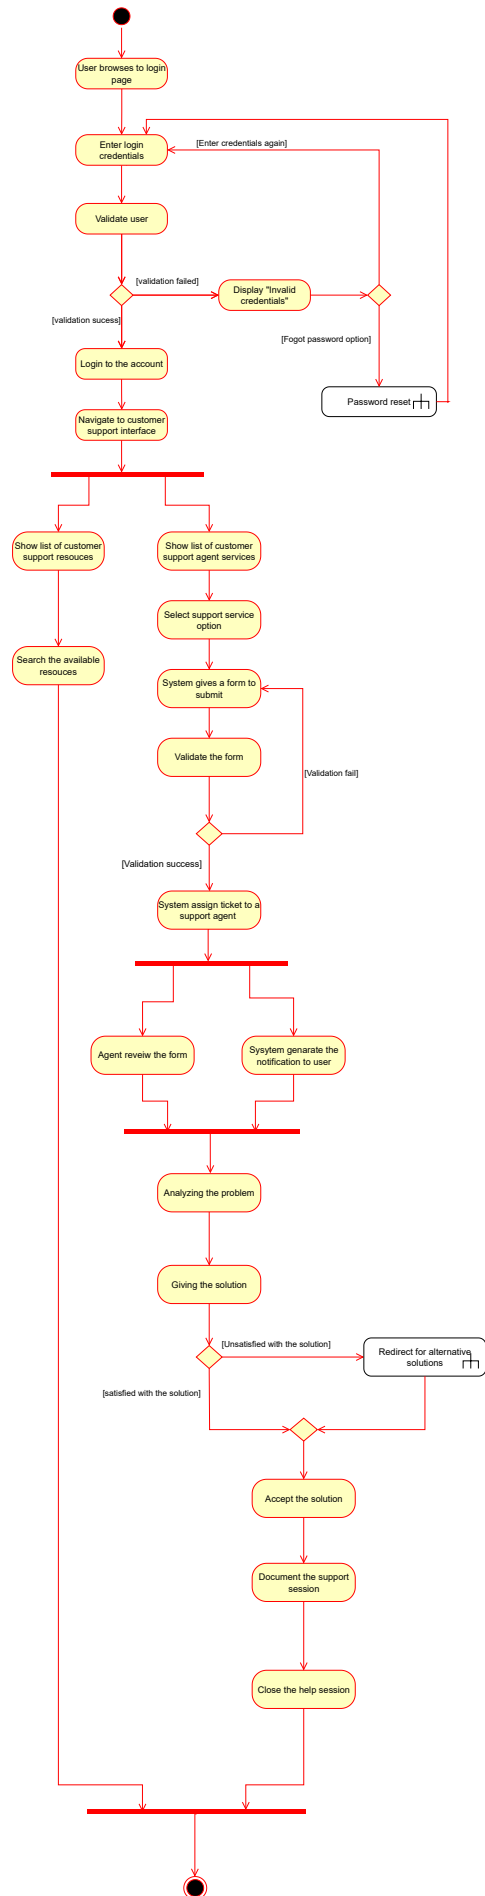 User browses to login
page
[Enter credentials again]
Enter login
credentials
Validate user
[validation failed]
Display "Invalid
credentials"
[validation sucess]
[Fogot password option]
Login to the account
Password reset
Navigate to customer
support interface
Show list of customer
support resouces
Show list of customer
support agent services
Select support service
option
Search the available
resouces
System gives a form to
submit
Validate the form
[Validation fail]
[Validation success]
System assign ticket to a
support agent
Agent reveiw the form
Sysytem genarate the
notification to user
Analyzing the problem
Giving the solution
[Unsatisfied with the solution]
Redirect for alternative
solutions
[satisfied with the solution]
Accept the solution
Document the support
session
Close the help session